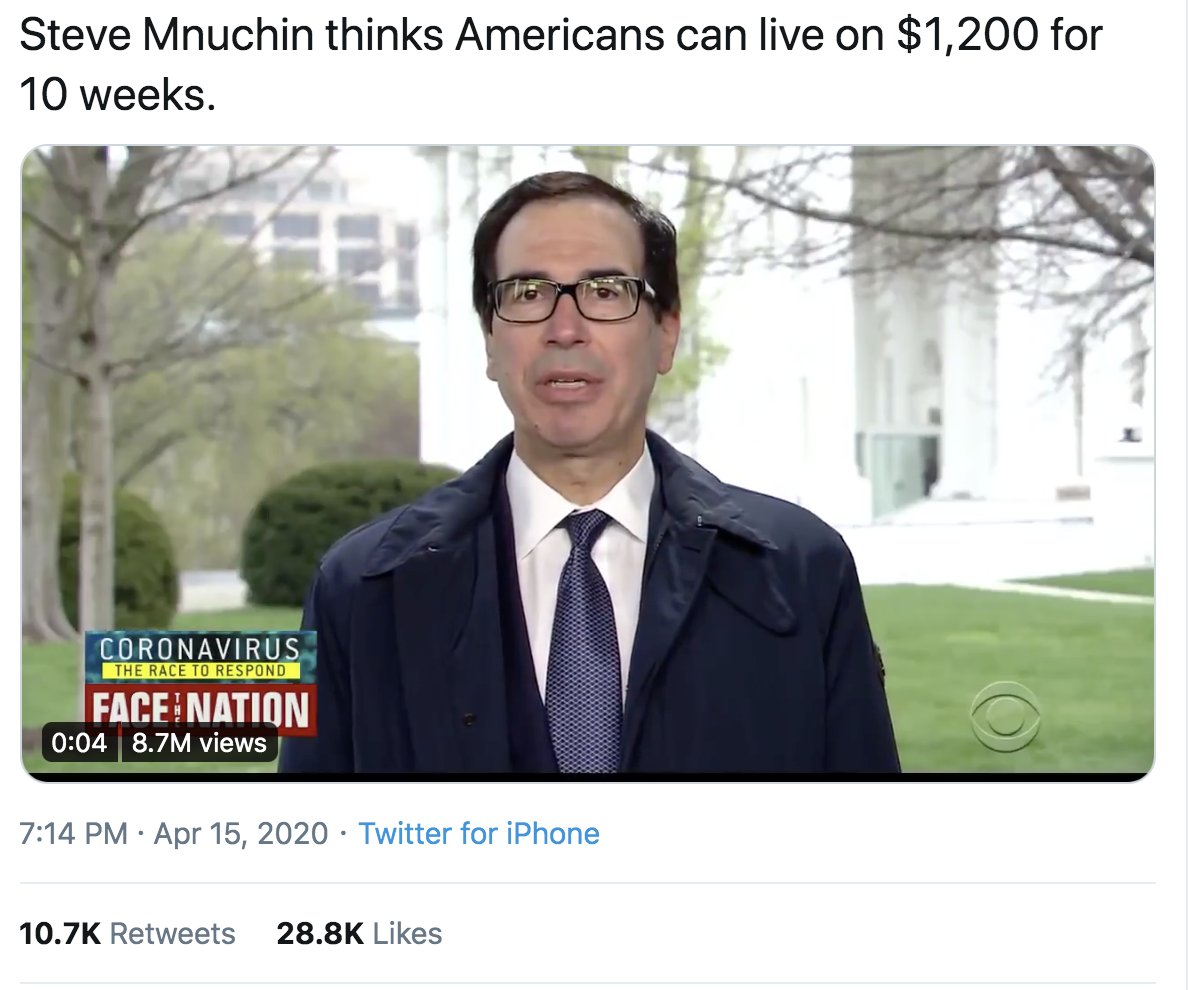 Steve Mnuchin thinks Americans can live on $1,200 for
10 weeks.
CORONAVIRUS
THE RACE TO RESPOND
FACE THE NATION
0:04 8.7M views
7:14 PM · Apr 15, 2020 · Twitter for iPhone
10.7K Retweets 28.8K Likes